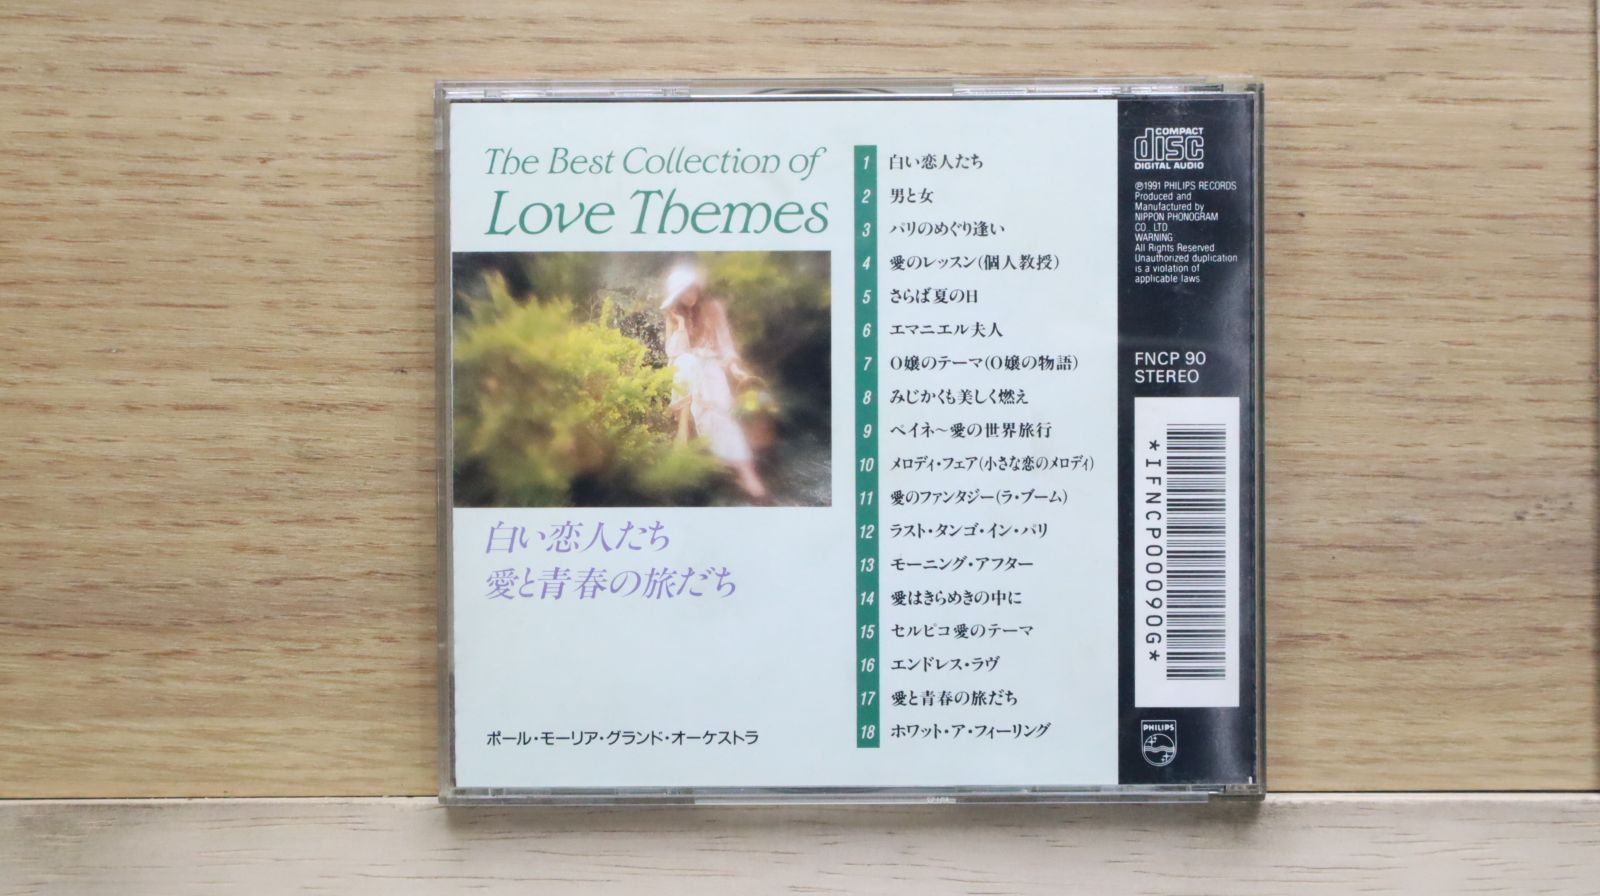 The Best Collection of
Love Themes
白い恋人たち
愛と青春の旅だち
ポール・モーリア・グランド・オーケストラ
1 白い恋人たち
2 男と女
3 パリのめぐり逢い
4 愛のレッスン(個人教授)
5 さらば夏の日
6 エマニエル夫人
7 O嬢のテーマ(O嬢の物語)
8 みじかくも美しく燃え
9 ペイネ~愛の世界旅行
10 メロディ・フェア(小さな恋のメロディ)
11 愛のファンタジー(ラ・ブーム)
12 ラスト・タンゴ・イン・パリ
13 モーニング・アフター
14 愛はきらめきの中に
15 セルピコ愛のテーマ
16 エンドレス・ラヴ
17 愛と青春の旅だち
18 ホワット・ア・フィーリング
COMPACT
disc
DIGITAL AUDIO
℗1991 PHILIPS RECORDS
Produced and
Manufactured by
NIPPON PHONOGRAM
CO., LTD.
WARNING:
All Rights Reserved.
Unauthorized duplication
is a violation of
applicable laws.
FNCP 90
STEREO
*IFNCP00090G*
PHILIPS